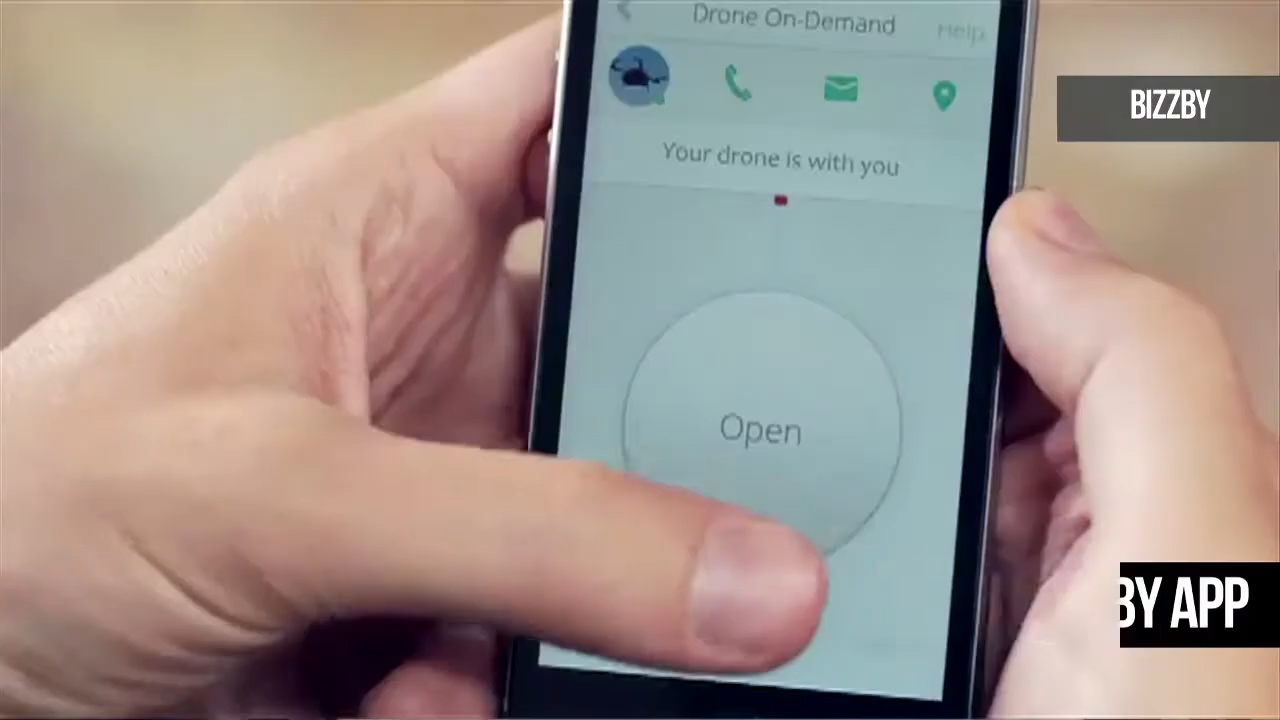 Drone On-Demand
Help
BIZZBY
Your drone is with you
Open
BY APP